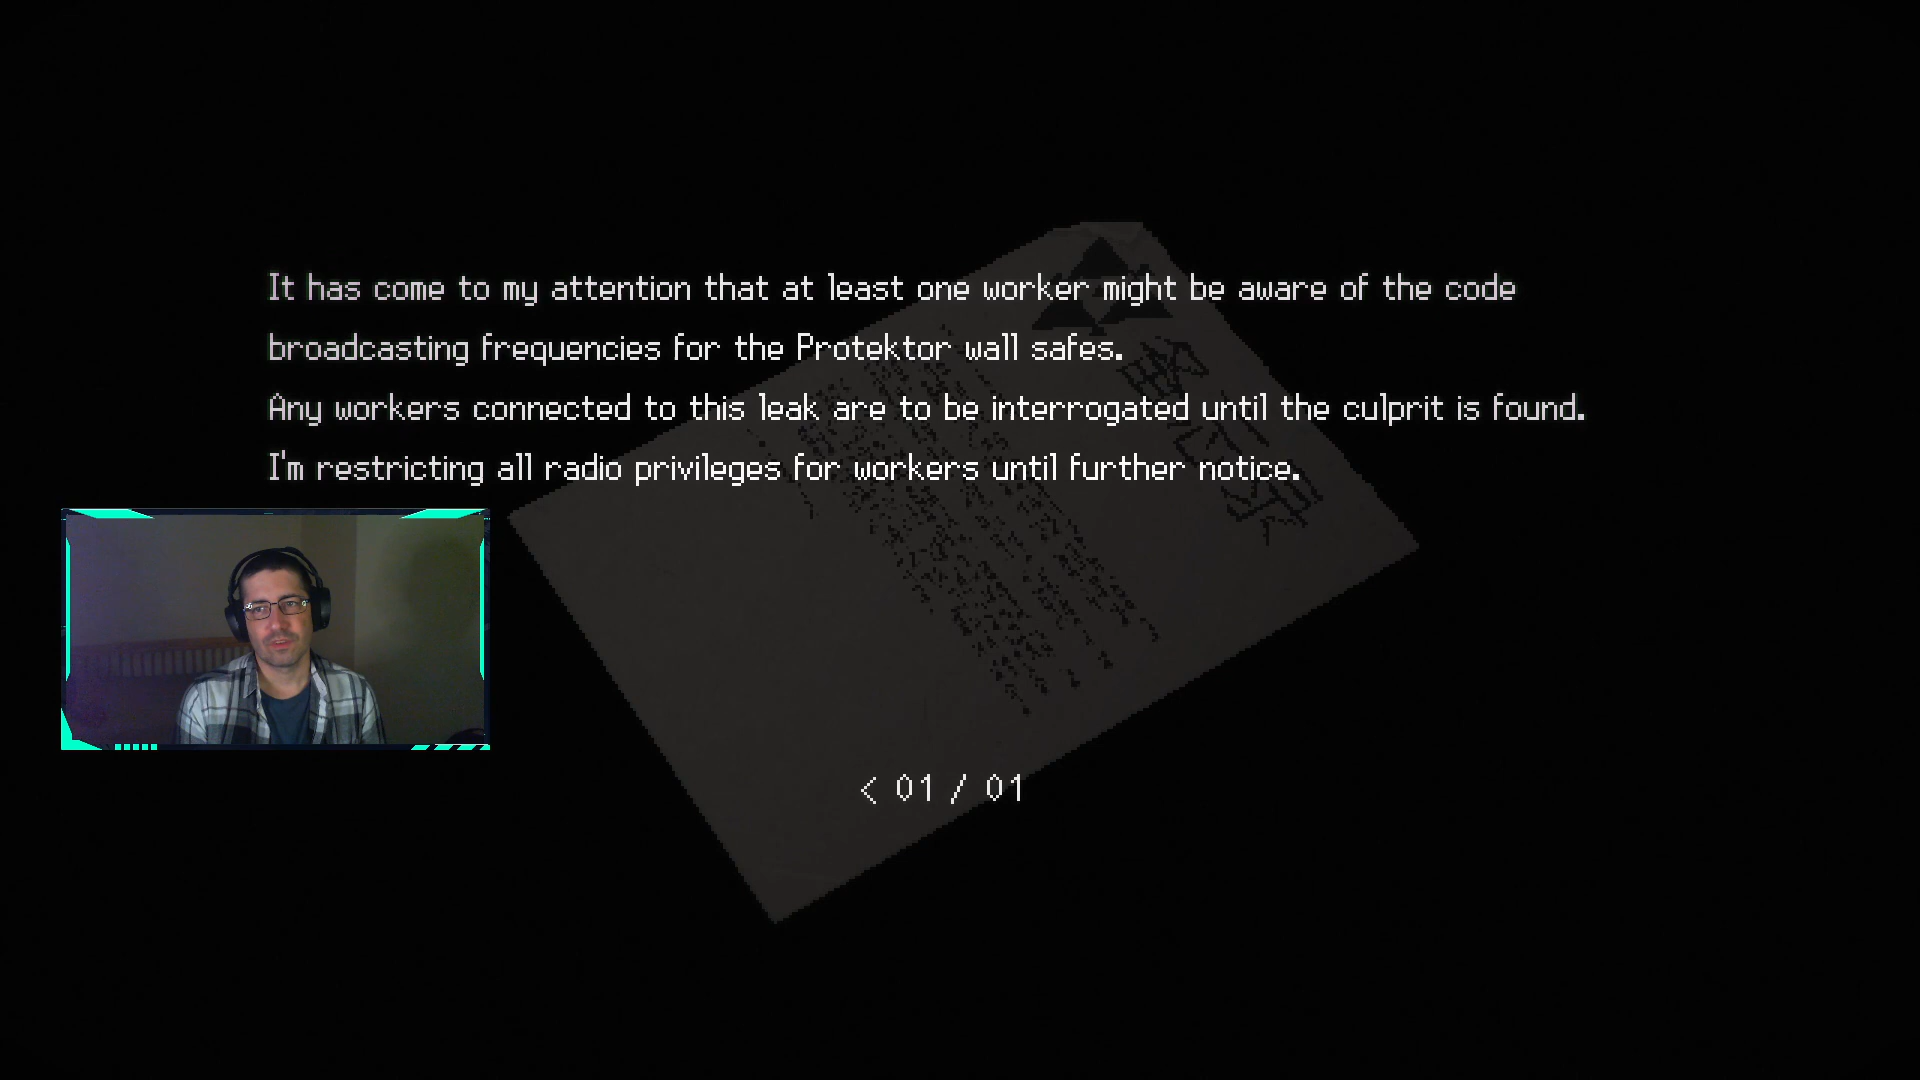 It has come to my attention that at least one worker might be aware of the code
broadcasting frequencies for the Protektor wall safes.
Any workers connected to this leak are to be interrogated until the culprit is found.
I'm restricting all radio privileges for workers until further notice.
< 01 / 01